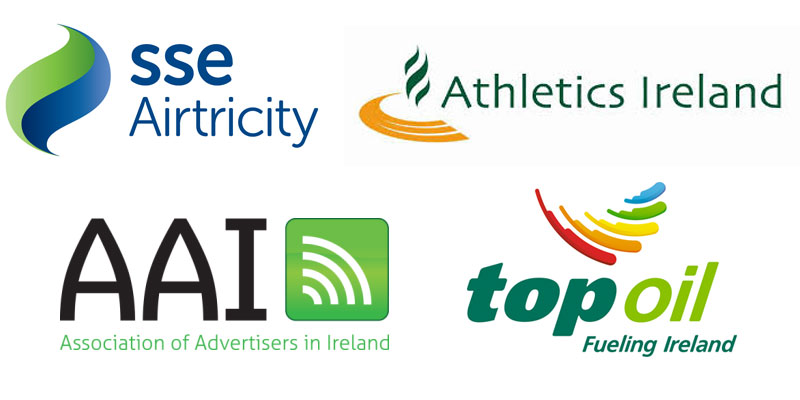 sse
Airtricity
Athletics Ireland
AAI
Association of Advertisers in Ireland
top oil
Fueling Ireland